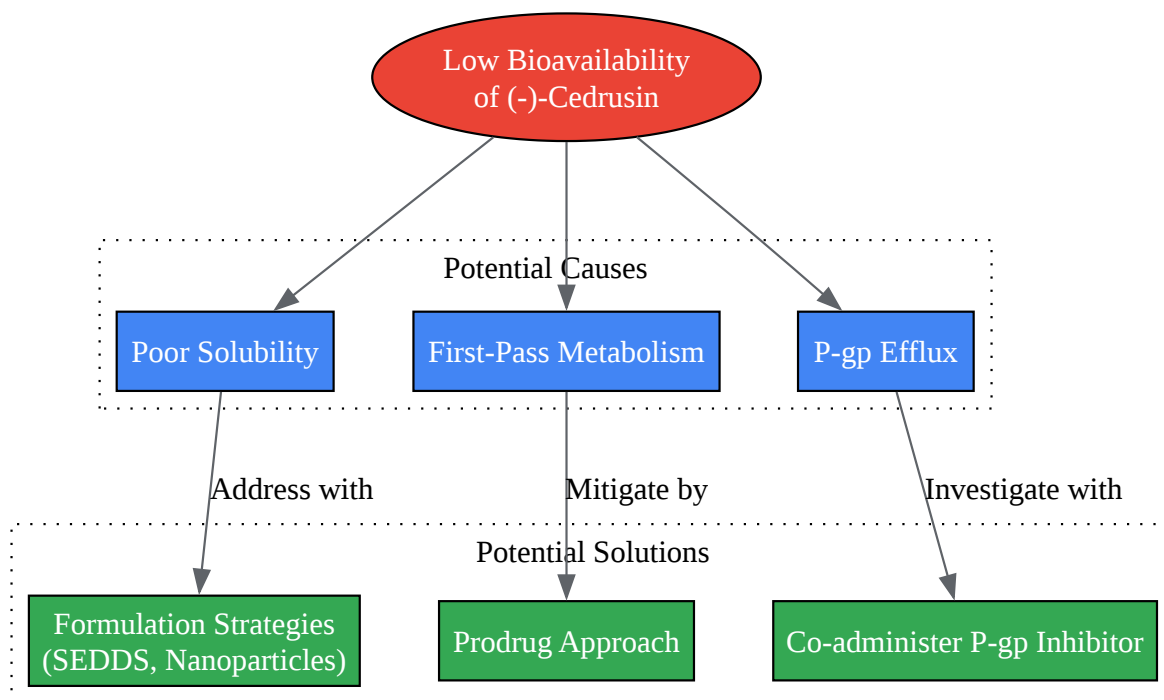 Low Bioavailability
of (-)-Cedrusin
Potential Causes
Poor Solubility
First-Pass Metabolism
P-gp Efflux
Address with
Mitigate by
Investigate with
Potential Solutions
Formulation Strategies
(SEDDS, Nanoparticles)
Prodrug Approach
Co-administer P-gp Inhibitor